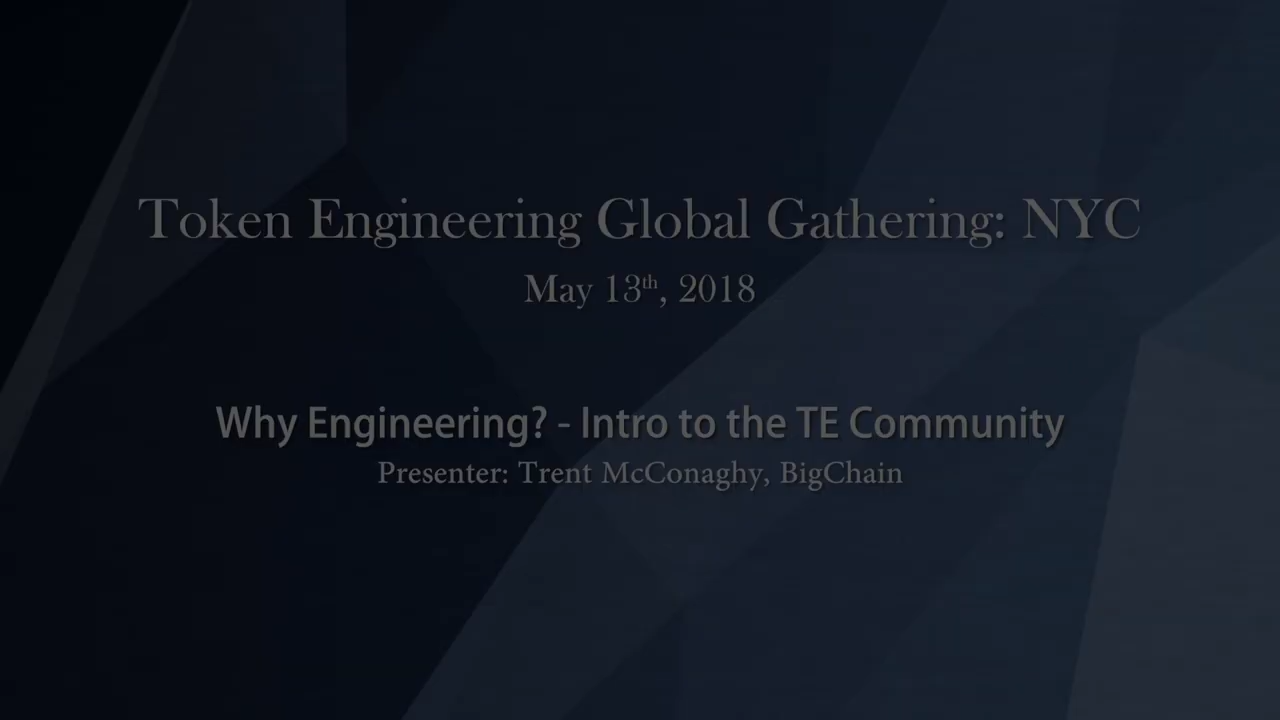 Token Engineering Global Gathering: NYC
May 13th, 2018
Why Engineering? - Intro to the TE Community
Presenter: Trent McConaghy, BigChain